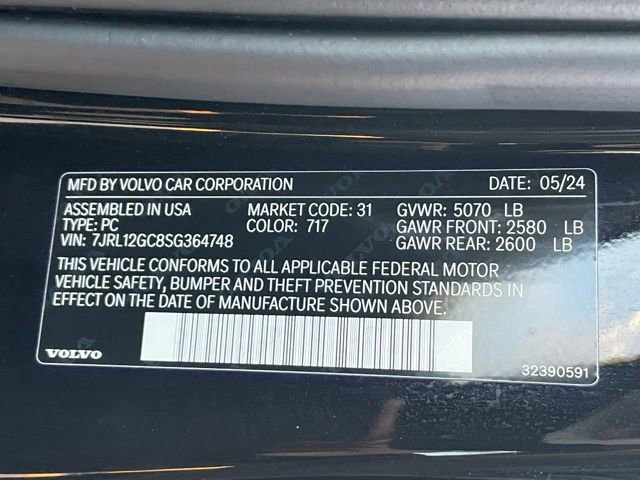 MFD BY VOLVO CAR CORPORATION DATE: 05/24
ASSEMBLED IN USA MARKET CODE: 31 GVWR: 5070 LB
TYPE: PC COLOR: 717 GAWR FRONT: 2580 LB
VIN: 7JRL12GC8SG364748 GAWR REAR: 2600 LB
THIS VEHICLE CONFORMS TO ALL APPLICABLE FEDERAL MOTOR
VEHICLE SAFETY, BUMPER AND THEFT PREVENTION STANDARDS IN
EFFECT ON THE DATE OF MANUFACTURE SHOWN ABOVE.
VOLVO 32390591